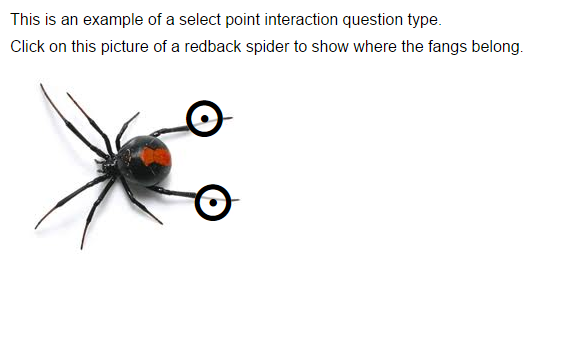 This is an example of a select point interaction question type.
Click on this picture of a redback spider to show where the fangs belong.